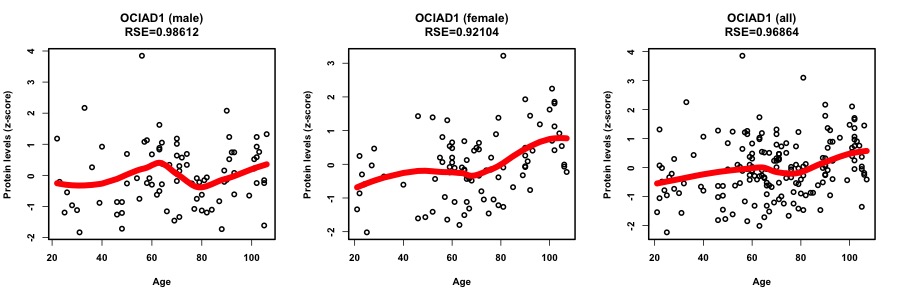 OCIAD1 (male)
RSE=0.98612
Protein levels (z-score)
4
3
2
1
0
-1
-2
20 40 60 80 100
Age
OCIAD1 (female)
RSE=0.92104
Protein levels (z-score)
3
2
1
0
-1
-2
20 40 60 80 100
Age
OCIAD1 (all)
RSE=0.96864
Protein levels (z-score)
4
3
2
1
0
-1
-2
20 40 60 80 100
Age